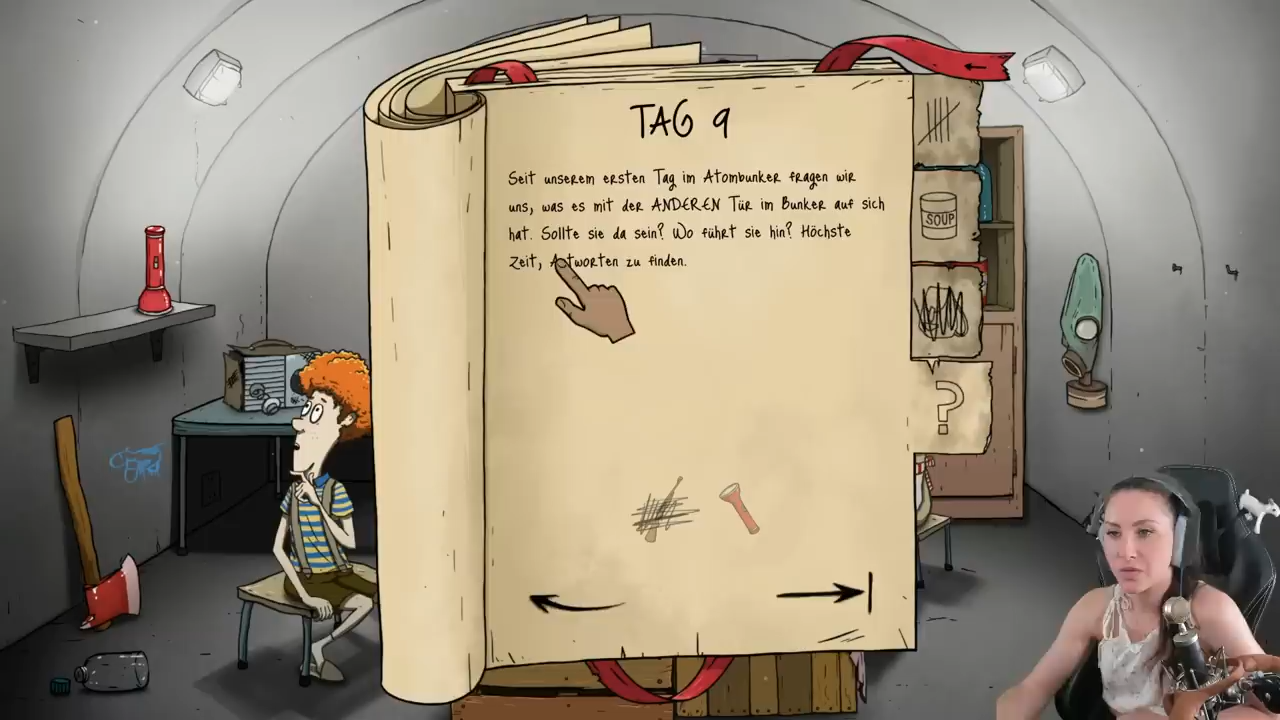 TAG 9
Seit unserem ersten Tag im Atombunker fragen wir
uns, was es mit der ANDEREN Tür im Bunker auf sich
hat. Sollte sie da sein? Wo führt sie hin? Höchste
Zeit, Antworten zu finden.
SOUP
?